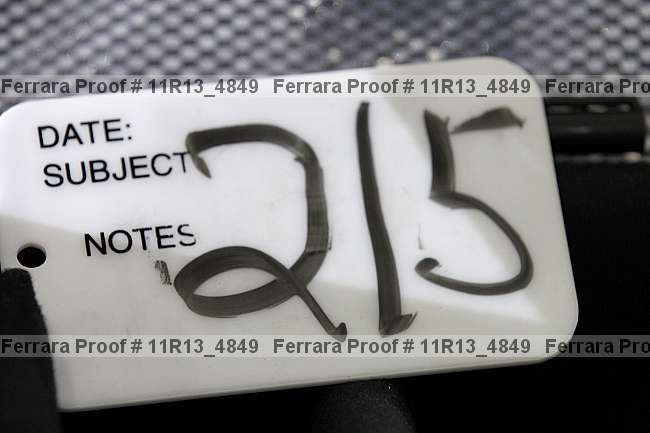 Ferrara Proof # 11R13_4849 Ferrara Proof # 11R13_4849 Ferrara Pro
DATE:
SUBJECT
215
NOTES
Ferrara Proof # 11R13_4849 Ferrara Proof # 11R13_4849 Ferrara Pro